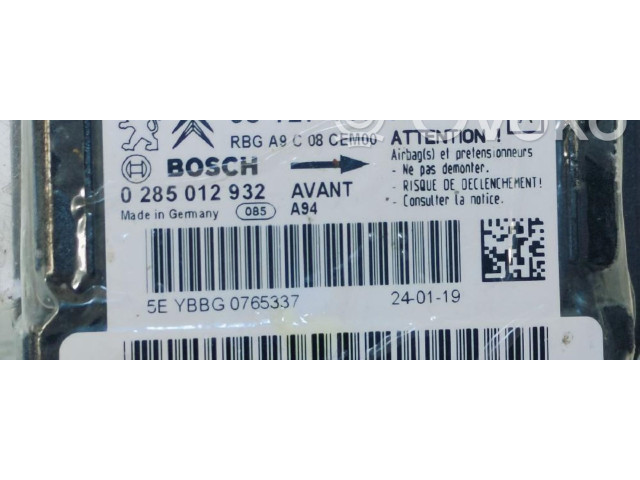 RBG A9 C 08 CEM00
BOSCH
0 285 012 932
AVANT
A94
Made in Germany
085
ATTENTION !
Airbag(s) et pretensionneurs
- Ne pas demonter.
- RISQUE DE DECLENCHEMENT!
- Consulter la notice.
5E YBBG 0765337
24-01-19